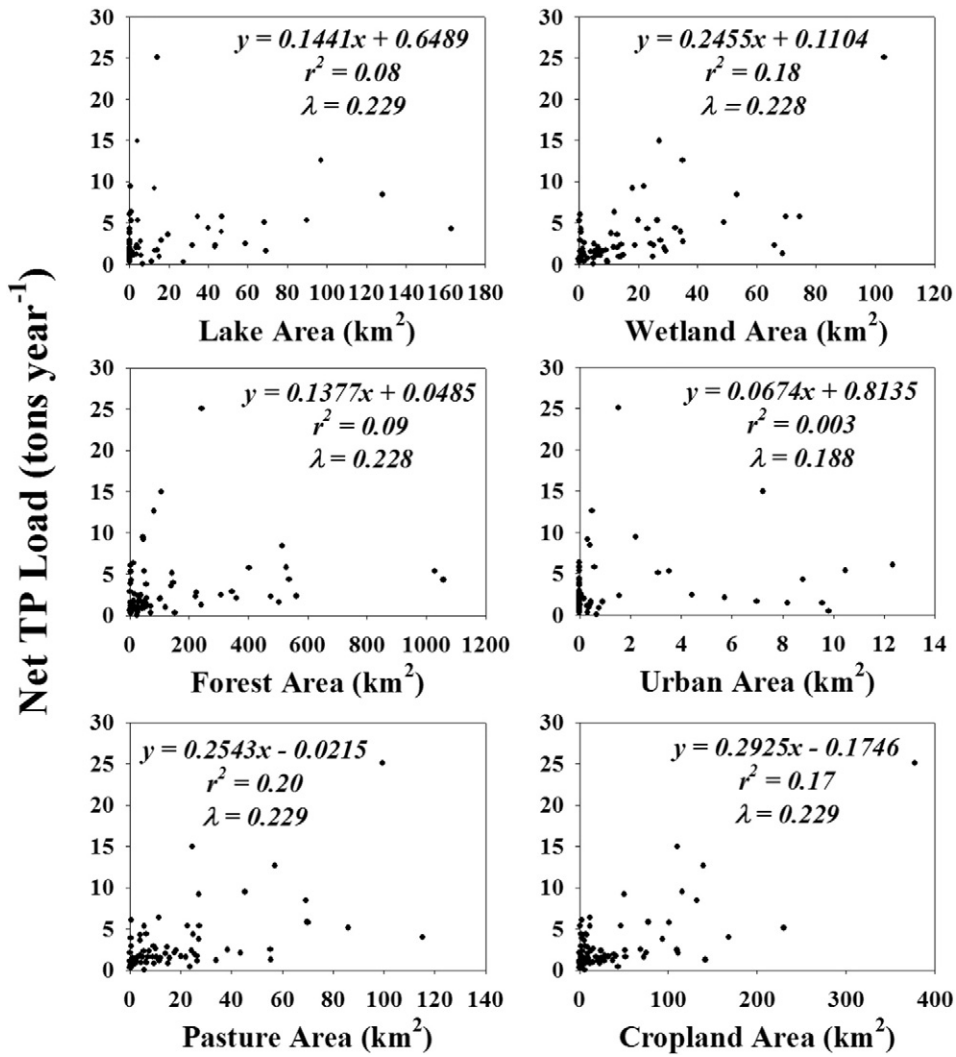 Net TP Load (tons year⁻¹)
30
25
20
15
10
5
0
y = 0.1441x + 0.6489
r² = 0.08
λ = 0.229
0 20 40 60 80 100 120 140 160 180
Lake Area (km²)
30
25
20
15
10
5
0
y = 0.2455x + 0.1104
r² = 0.18
λ = 0.228
0 20 40 60 80 100 120
Wetland Area (km²)
30
25
20
15
10
5
0
y = 0.1377x + 0.0485
r² = 0.09
λ = 0.228
0 200 400 600 800 1000 1200
Forest Area (km²)
30
25
20
15
10
5
0
y = 0.0674x + 0.8135
r² = 0.003
λ = 0.188
0 2 4 6 8 10 12 14
Urban Area (km²)
30
25
20
15
10
5
0
y = 0.2543x - 0.0215
r² = 0.20
λ = 0.229
0 20 40 60 80 100 120 140
Pasture Area (km²)
30
25
20
15
10
5
0
y = 0.2925x - 0.1746
r² = 0.17
λ = 0.229
0 100 200 300 400
Cropland Area (km²)